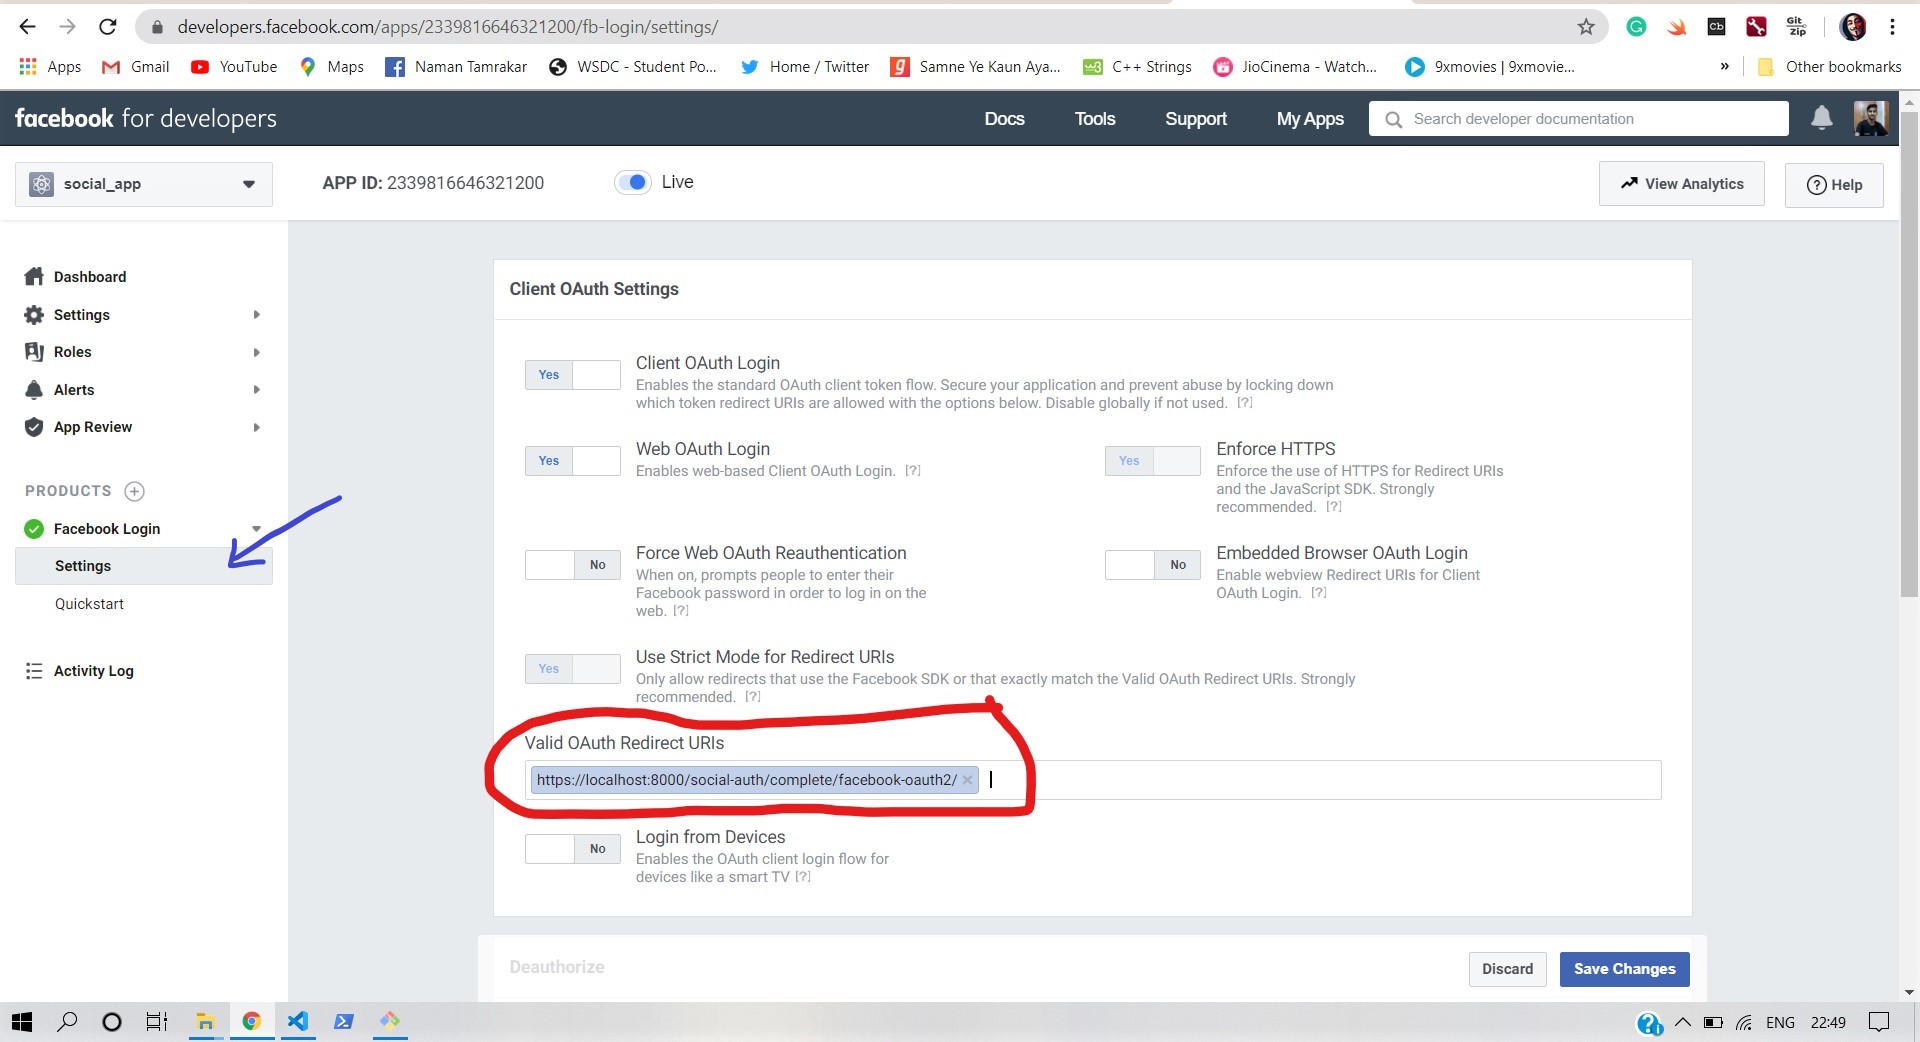 developers.facebook.com/apps/2339816646321200/fb-login/settings/
Git
Zip
cb
Apps
Gmail
YouTube
Maps
Naman Tamrakar
WSDC - Student Po...
Home / Twitter
Samne Ye Kaun Aya...
C++ Strings
JioCinema - Watch...
9xmovies | 9xmovie...
»
Other bookmarks
facebook for developers
Docs
Tools
Support
My Apps
Search developer documentation
social_app
APP ID: 2339816646321200
Live
View Analytics
Help
Dashboard
Settings
Roles
Alerts
App Review
PRODUCTS
Facebook Login
Settings
Quickstart
Activity Log
Client OAuth Settings
Yes
Client OAuth Login
Enables the standard OAuth client token flow. Secure your application and prevent abuse by locking down
which token redirect URIs are allowed with the options below. Disable globally if not used. [?]
Yes
Web OAuth Login
Enables web-based Client OAuth Login. [?]
Yes
Enforce HTTPS
Enforce the use of HTTPS for Redirect URIs
and the JavaScript SDK. Strongly
recommended. [?]
No
Force Web OAuth Reauthentication
When on, prompts people to enter their
Facebook password in order to log in on the
web. [?]
No
Embedded Browser OAuth Login
Enable webview Redirect URIs for Client
OAuth Login. [?]
Yes
Use Strict Mode for Redirect URIs
Only allow redirects that use the Facebook SDK or that exactly match the Valid OAuth Redirect URIs. Strongly
recommended. [?]
Valid OAuth Redirect URIs
https://localhost:8000/social-auth/complete/facebook-oauth2/ ×
No
Login from Devices
Enables the OAuth client login flow for
devices like a smart TV [?]
Deauthorize
Discard
Save Changes
ENG
22:49